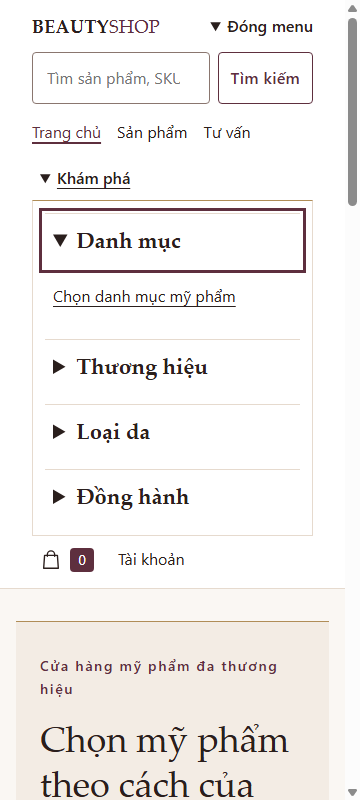 BEAUTYSHOP
▼ Đóng menu
Tìm sản phẩm, SKU
Tìm kiếm
Trang chủ Sản phẩm Tư vấn
▼ Khám phá
▼ Danh mục
Chọn danh mục mỹ phẩm
▶ Thương hiệu
▶ Loại da
▶ Đồng hành
0 Tài khoản
Cửa hàng mỹ phẩm đa thương
hiệu
Chọn mỹ phẩm
theo cách của